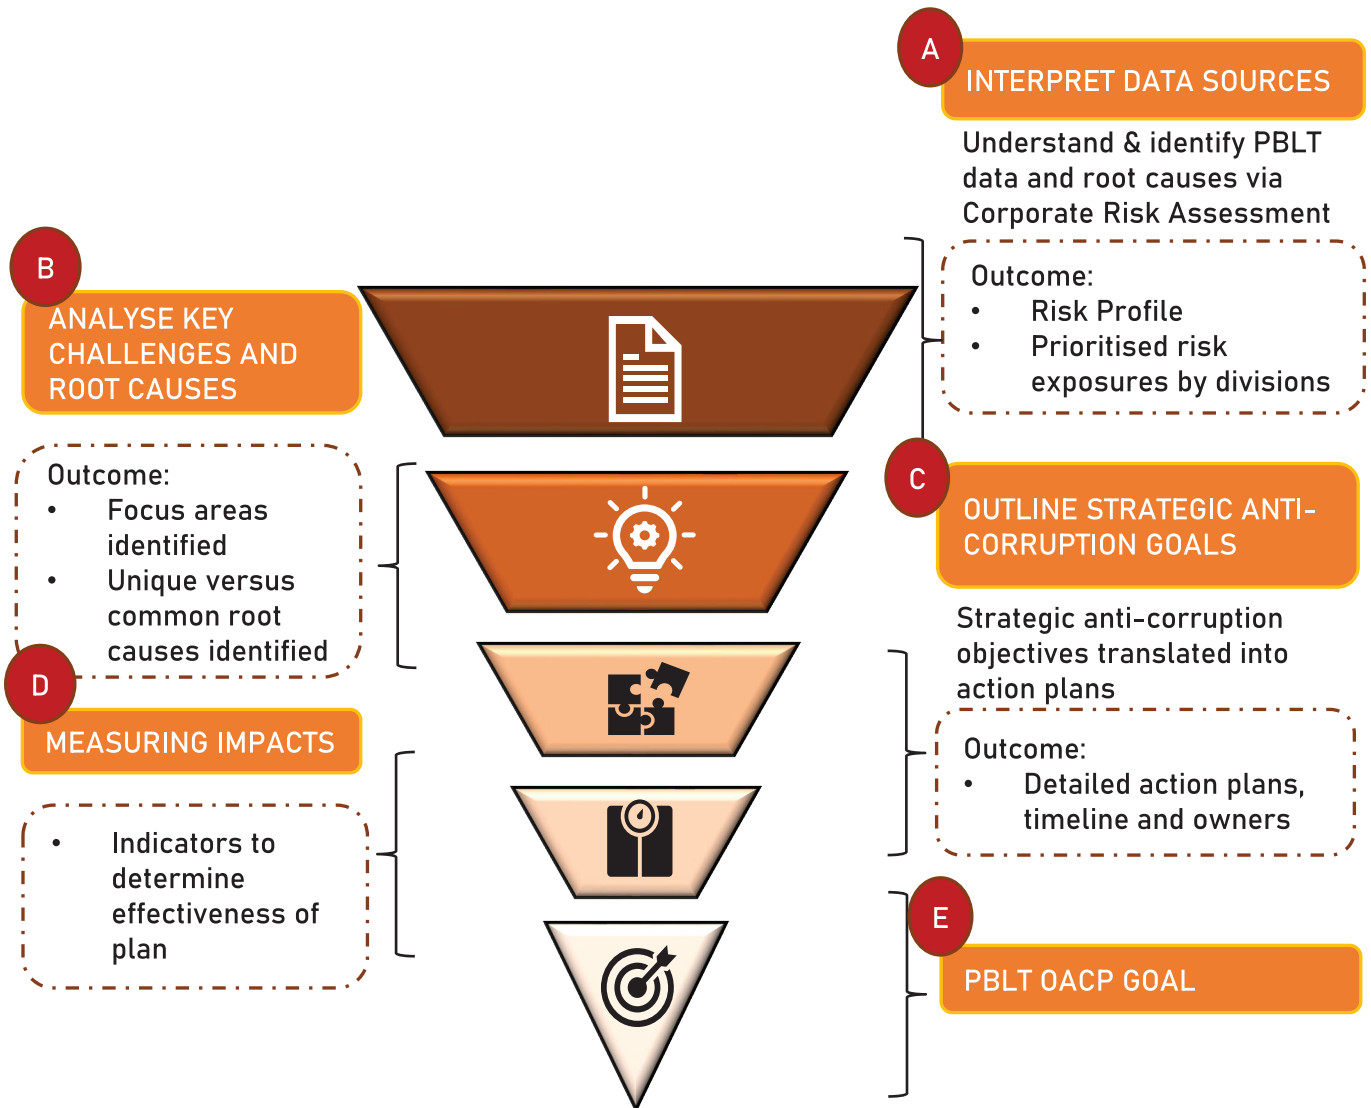 A
INTERPRET DATA SOURCES
Understand & identify PBLT
data and root causes via
Corporate Risk Assessment
Outcome:
• Risk Profile
• Prioritised risk
exposures by divisions
B
ANALYSE KEY
CHALLENGES AND
ROOT CAUSES
Outcome:
• Focus areas
identified
• Unique versus
common root
causes identified
C
OUTLINE STRATEGIC ANTI-
CORRUPTION GOALS
Strategic anti-corruption
objectives translated into
action plans
Outcome:
• Detailed action plans,
timeline and owners
D
MEASURING IMPACTS
• Indicators to
determine
effectiveness of
plan
E
PBLT OACP GOAL